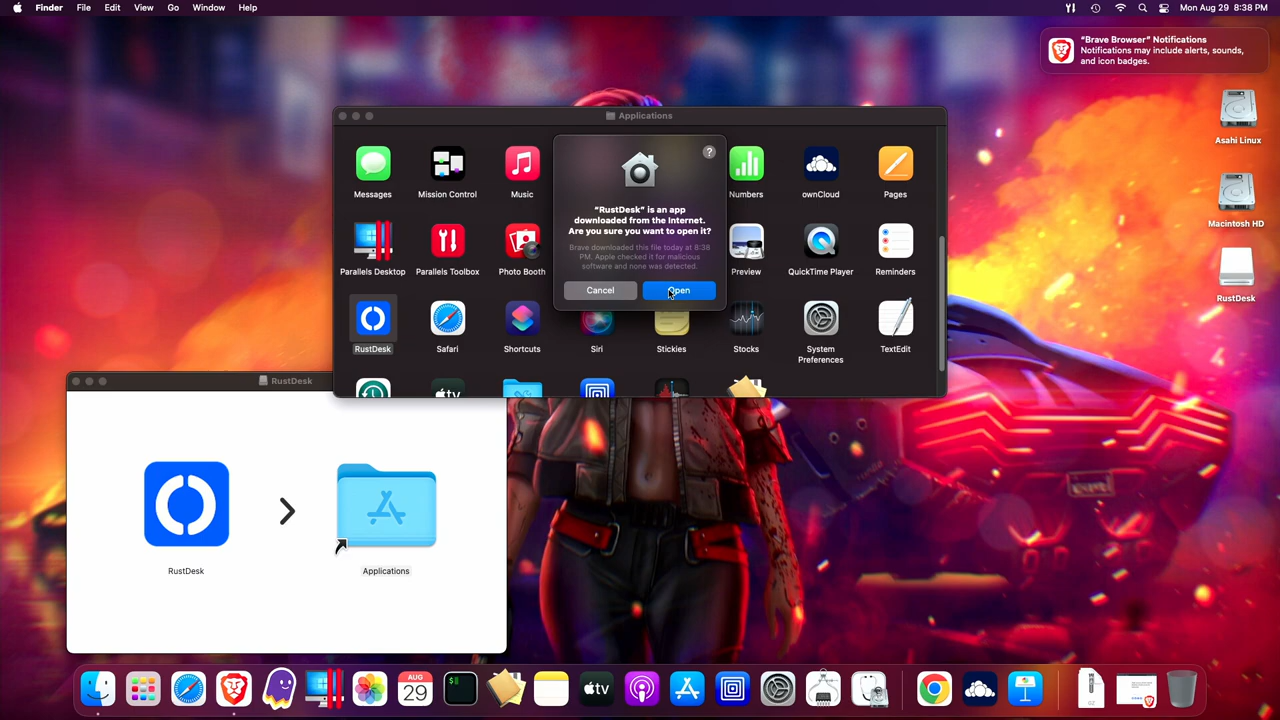 Finder File Edit View Go Window Help Mon Aug 29 8:38 PM
"Brave Browser" Notifications
Notifications may include alerts, sounds,
and icon badges.
Asahi Linux
Macintosh HD
RustDesk
Applications
Messages Mission Control Music Numbers ownCloud Pages
Parallels Desktop Parallels Toolbox Photo Booth Preview QuickTime Player Reminders
RustDesk Safari Shortcuts Siri Stickies Stocks System
Preferences TextEdit
?
“RustDesk” is an app
downloaded from the Internet.
Are you sure you want to open it?
Brave downloaded this file today at 8:38
PM. Apple checked it for malicious
software and none was detected.
Cancel Open
tv
RustDesk
RustDesk Applications
AUG
29
tv